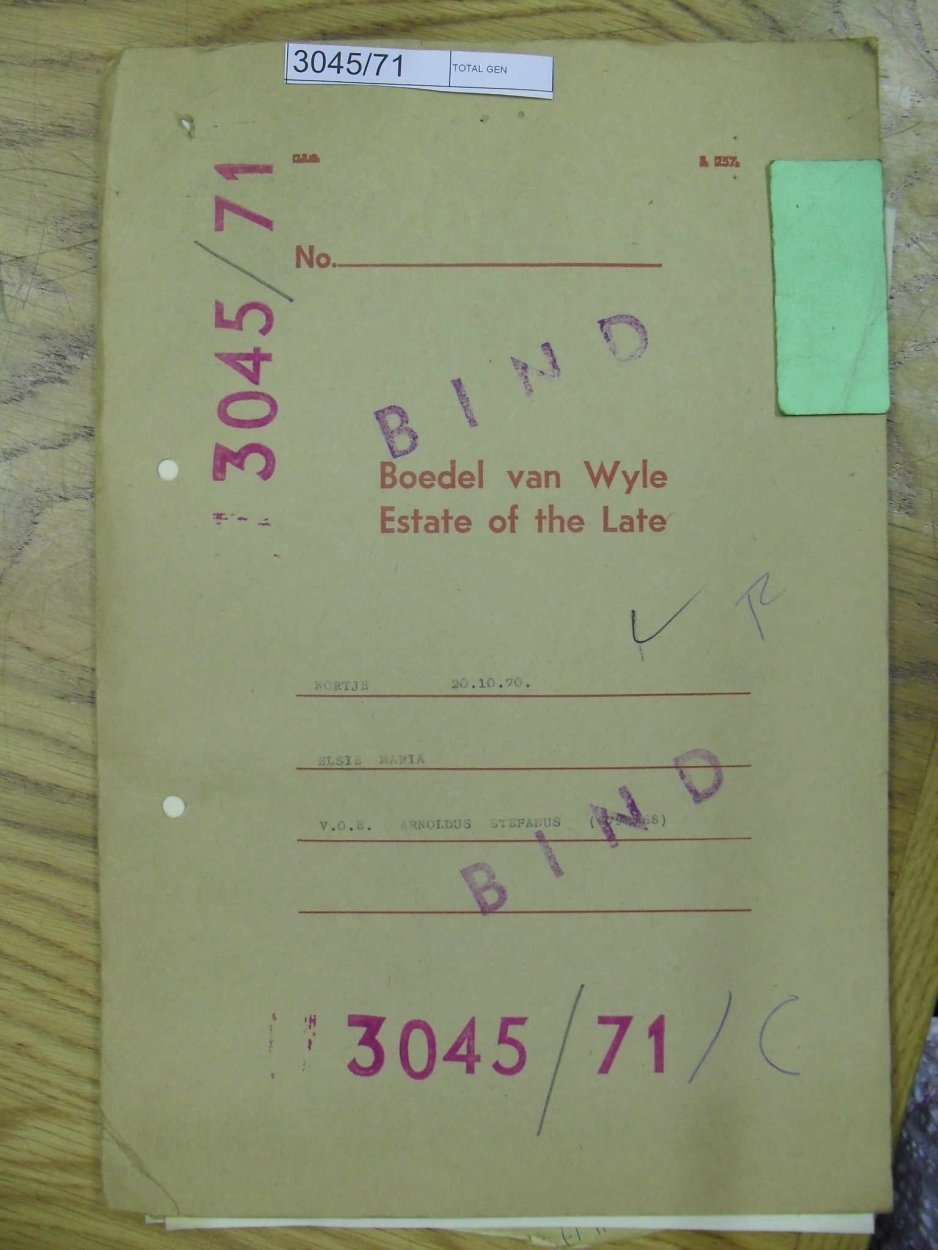 3045/71 TOTAL GEN
3045/71
No.
BIND
Boedel van Wyle
Estate of the Late
NORTJE 20.10.70.
ELSIE MARIA
V.O.E. ARNOLDUS STEFANUS
BIND
3045/71/C